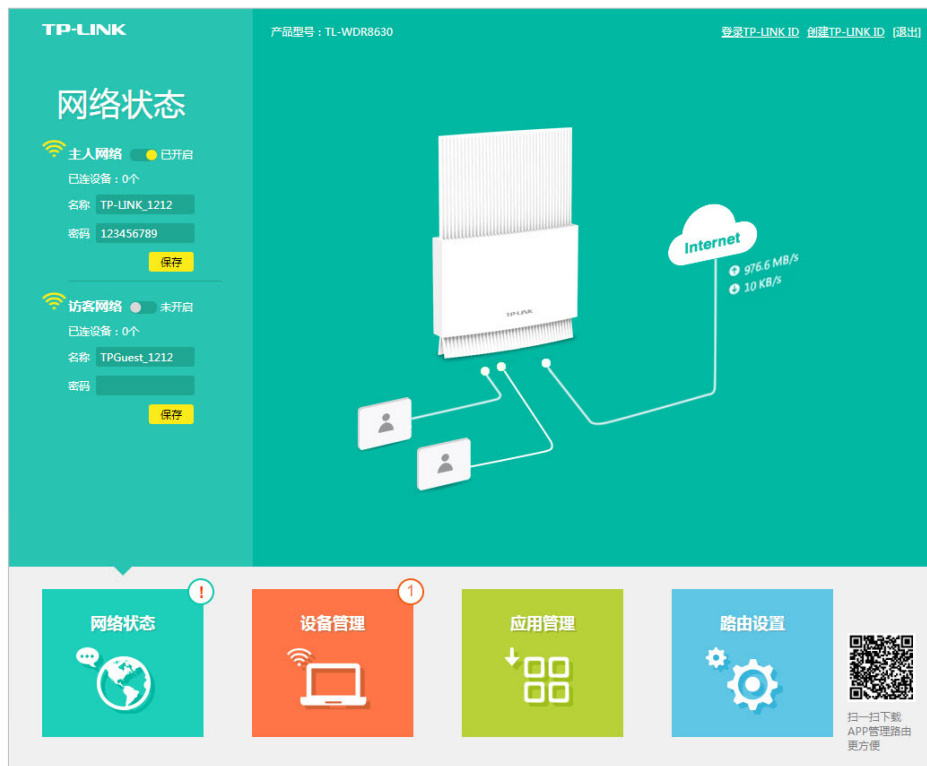 TP-LINK
产品型号：TL-WDR8630
登录TP-LINK ID 创建TP-LINK ID [退出]
网络状态
主人网络 已开启
已连设备：0个
名称 TP-LINK_1212
密码 123456789
保存
访客网络 未开启
已连设备：0个
名称 TPGuest_1212
密码
保存
TP-LINK
Internet
976.6 MB/s
10 KB/s
!
1
网络状态
设备管理
应用管理
路由设置
扫一扫下载
APP管理路由
更方便